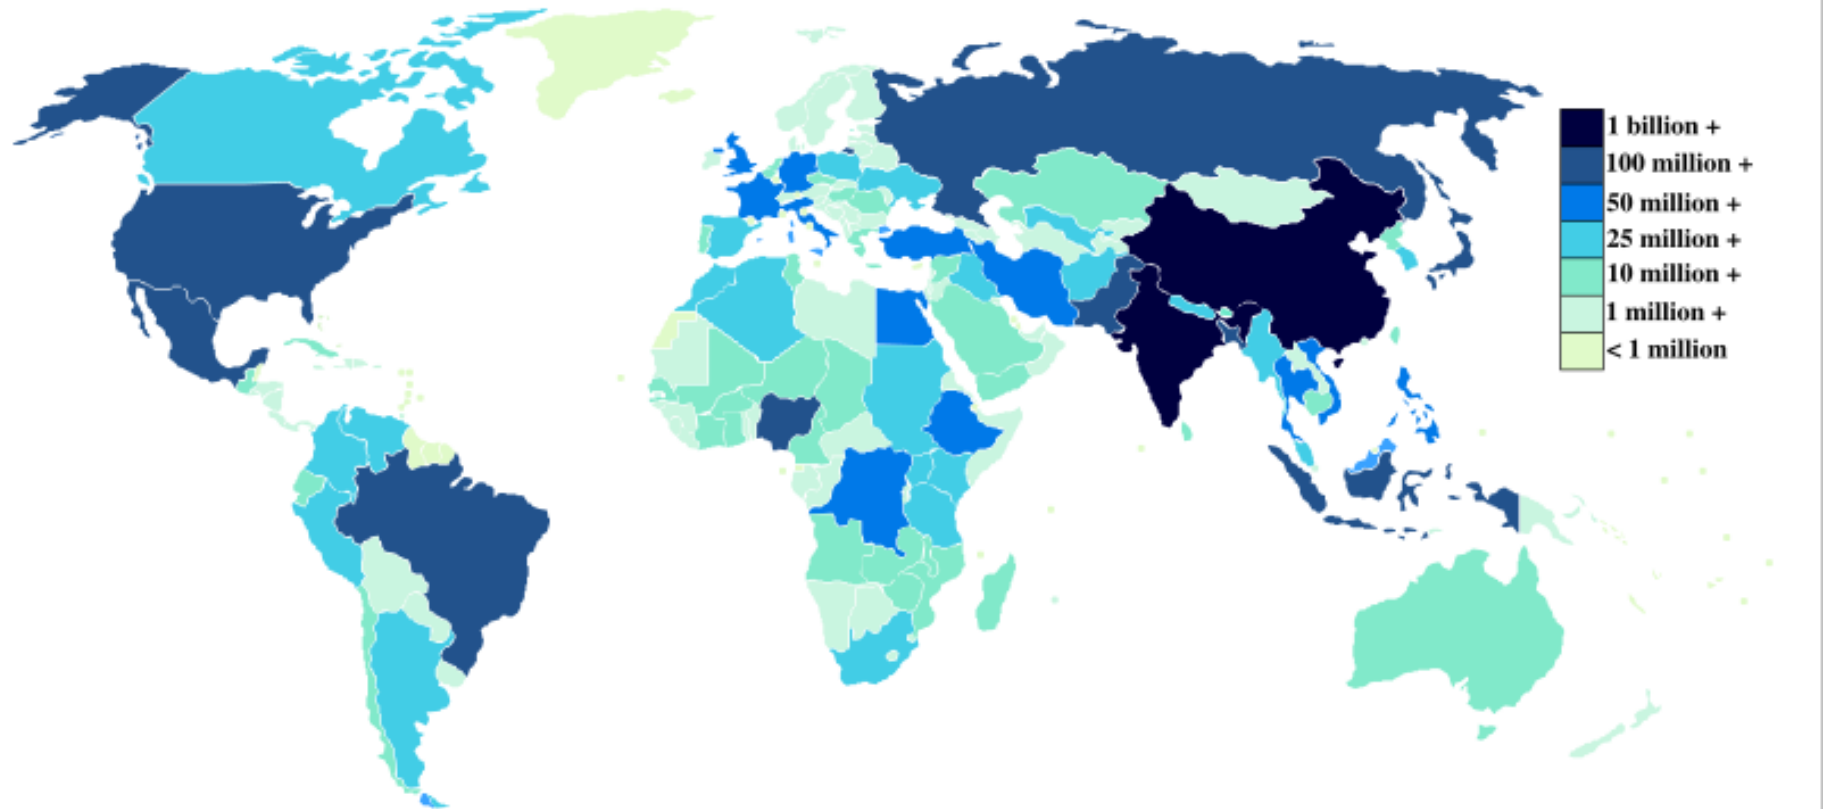 1 billion +
100 million +
50 million +
25 million +
10 million +
1 million +
< 1 million